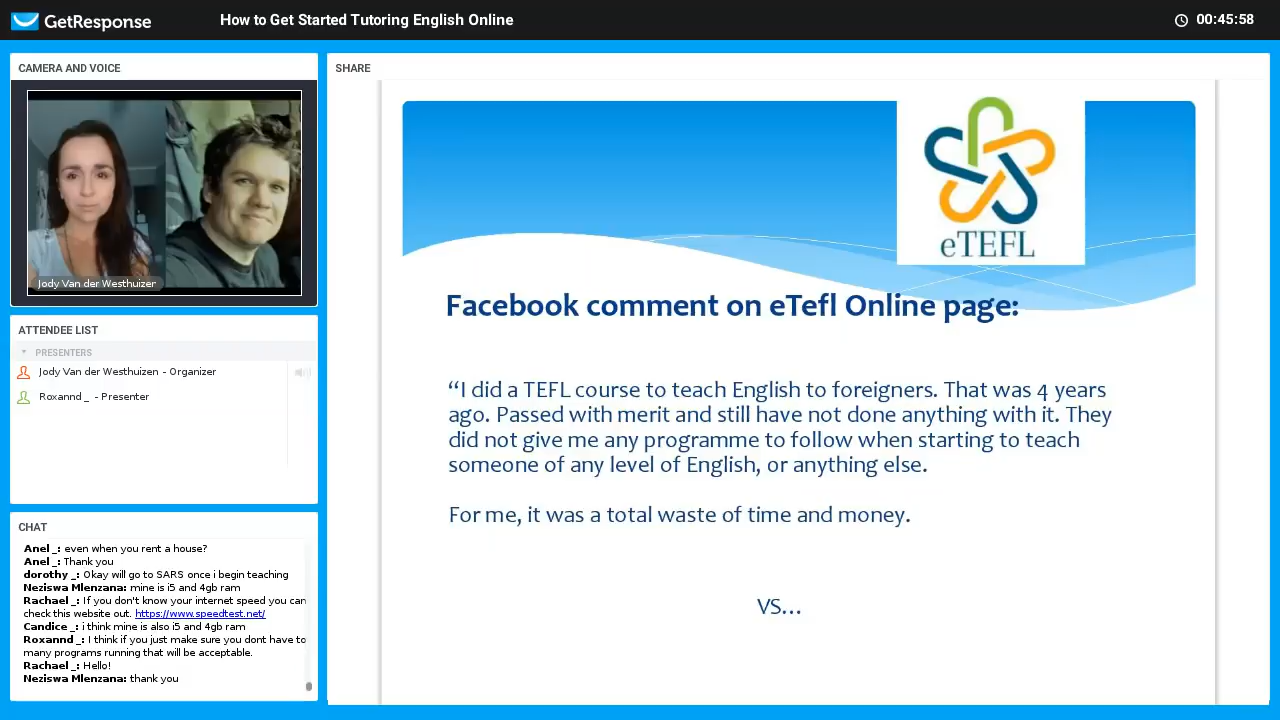 GetResponse
How to Get Started Tutoring English Online
00:45:58
CAMERA AND VOICE
Jody Van der Westhuizer
ATTENDEE LIST
PRESENTERS
Jody Van der Westhuizen - Organizer
Roxannd _ - Presenter
CHAT
Anel _: even when you rent a house?
Anel _: Thank you
dorothy _: Okay will go to SARS once i begin teaching
Neziswa Mlenzana: mine is i5 and 4gb ram
Rachael _: If you don't know your internet speed you can
check this website out. https://www.speedtest.net/
Candice _: i think mine is also i5 and 4gb ram
Roxannd _: I think if you just make sure you dont have to
many programs running that will be acceptable.
Rachael _: Hello!
Neziswa Mlenzana: thank you
SHARE
eTEFL
Facebook comment on eTefl Online page:
“I did a TEFL course to teach English to foreigners. That was 4 years
ago. Passed with merit and still have not done anything with it. They
did not give me any programme to follow when starting to teach
someone of any level of English, or anything else.
For me, it was a total waste of time and money.
VS…